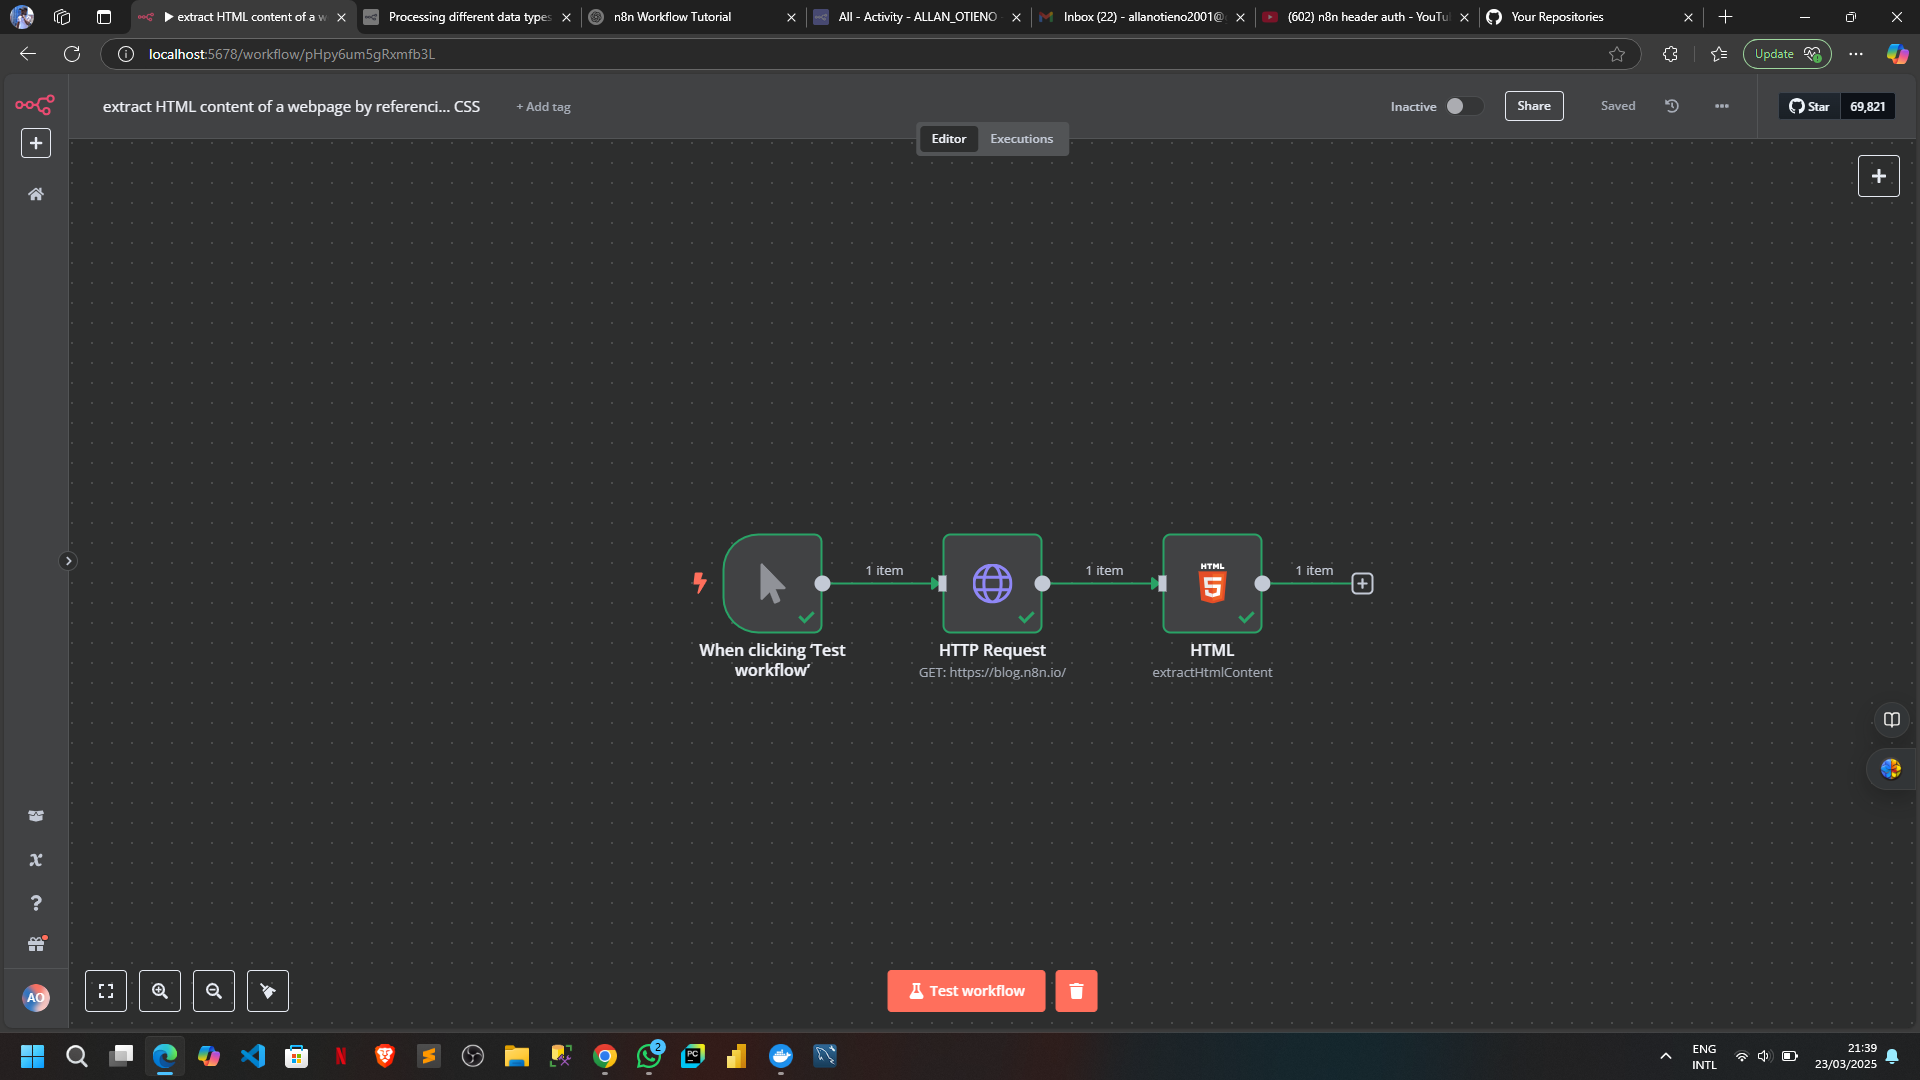 ▶ extract HTML content of a w
Processing different data types
n8n Workflow Tutorial
All - Activity - ALLAN_OTIENO
Inbox (22) - allanotieno2001@
(602) n8n header auth - YouTu
Your Repositories
localhost:5678/workflow/pHpy6um5gRxmfb3L
Update
extract HTML content of a webpage by referenci... CSS
+ Add tag
Inactive
Share
Saved
Star
69,821
Editor
Executions
1 item
1 item
HTML
5
1 item
When clicking ‘Test
workflow’
HTTP Request
GET: https://blog.n8n.io/
HTML
extractHtmlContent
AO
Test workflow
2
PC
ENG
INTL
21:39
23/03/2025